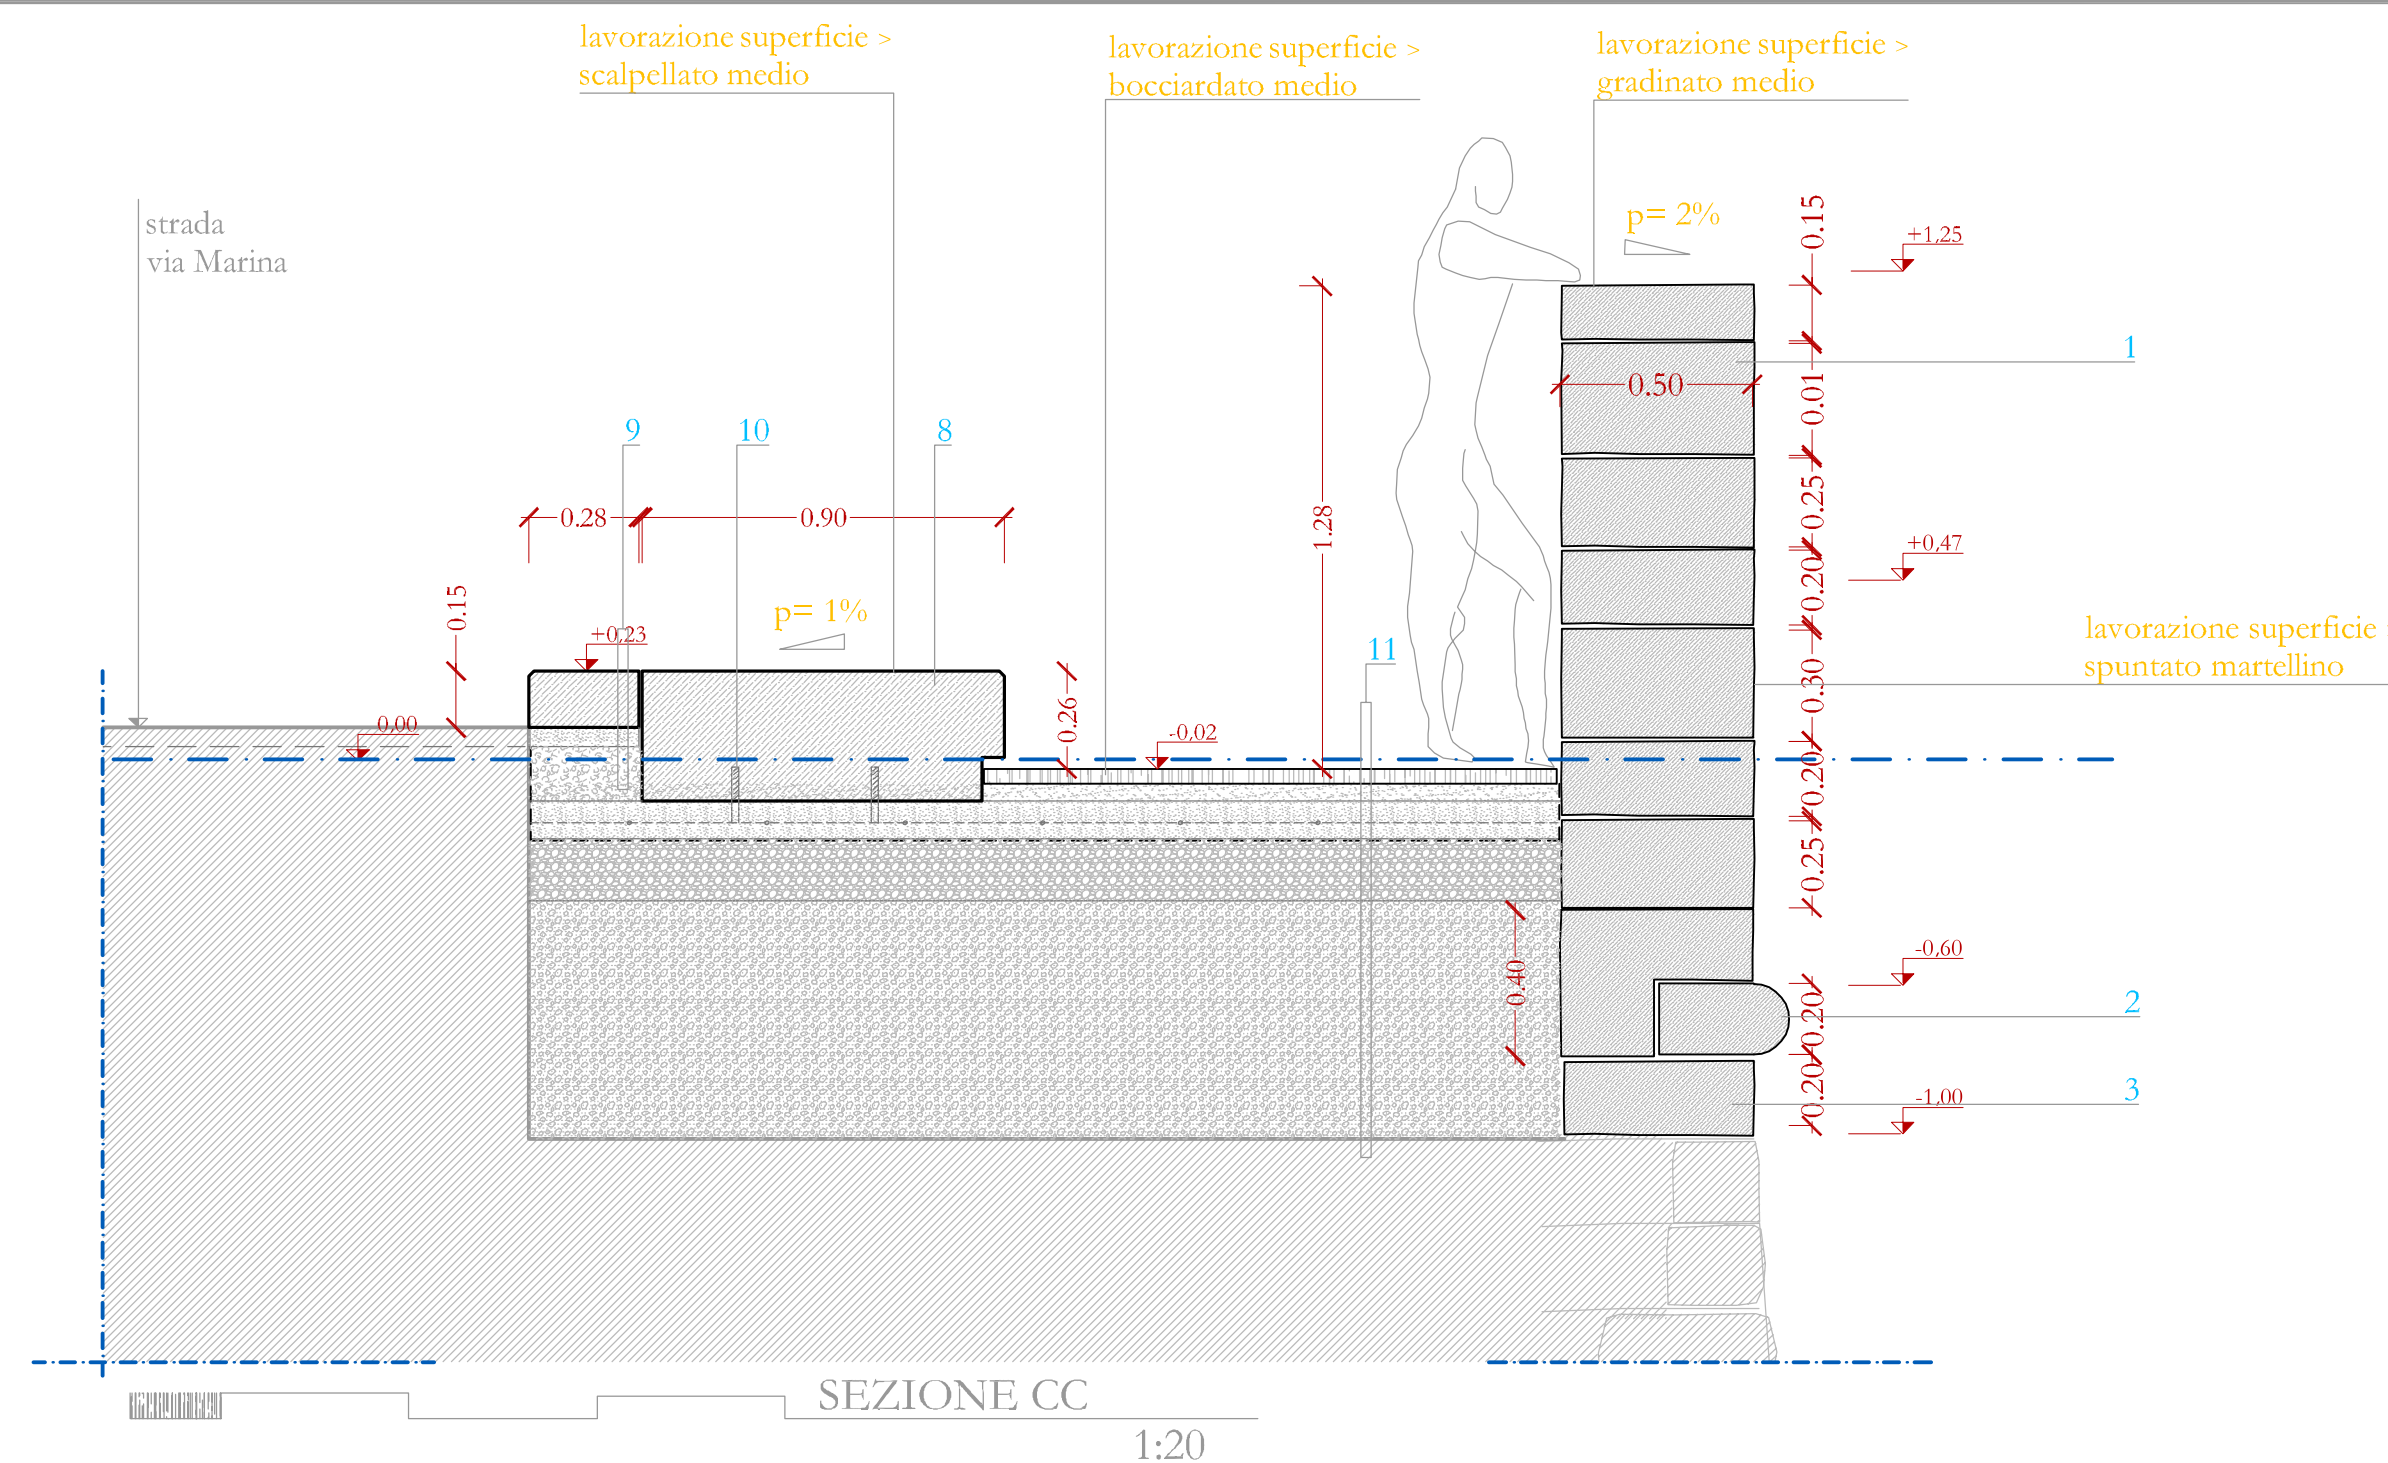 lavorazione superficie >
scalpellato medio
lavorazione superficie >
bocciardato medio
lavorazione superficie >
gradinato medio
strada
via Marina
p= 2%
0.15
+1,25
1
0.50
0.01
9
10
8
0.28
0.90
1.28
0.25
+0,47
0.20
0.15
p= 1%
+0,23
11
lavorazione superficie
spuntato martellino
0.30
0.26
0,00
-0,02
0.20
0.25
0.40
-0,60
0.20
2
0.20
-1,00
3
SEZIONE CC
1:20